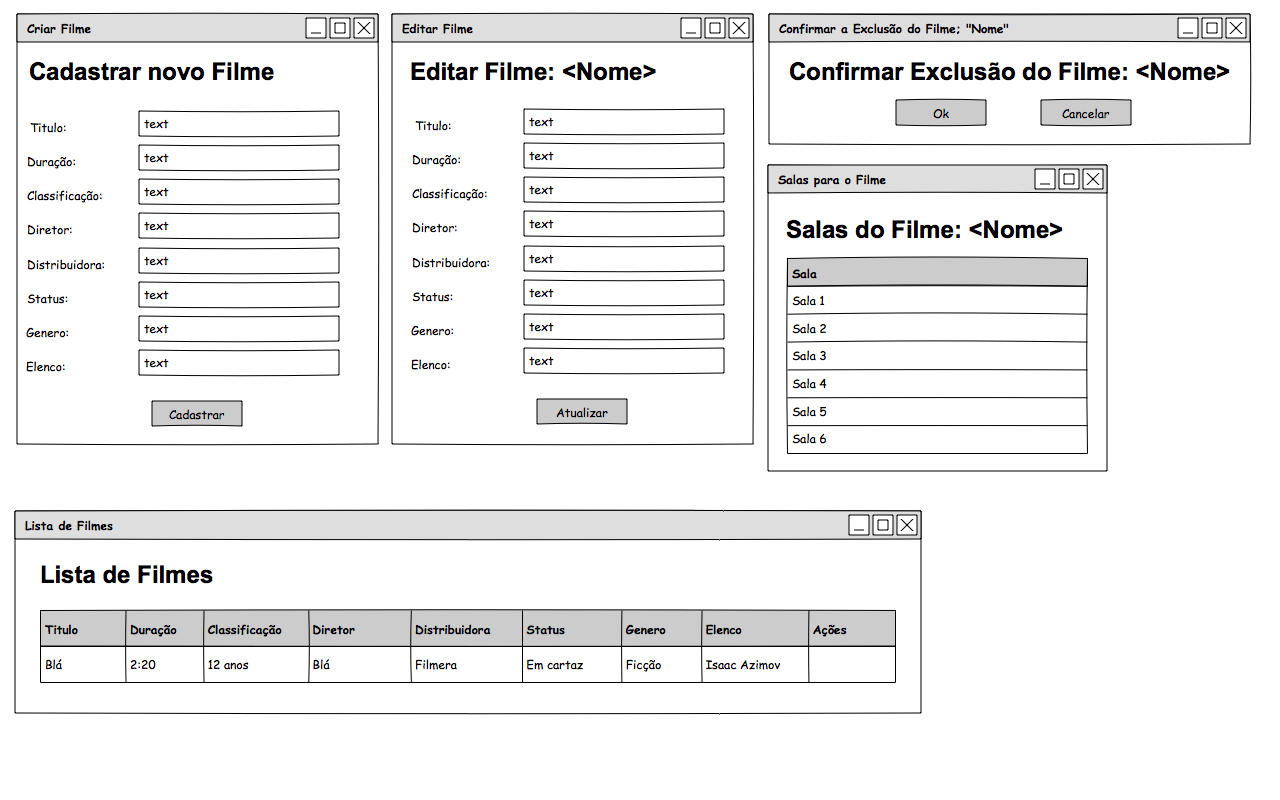 Criar Filme
Cadastrar novo Filme
Titulo: text
Duração: text
Classificação: text
Diretor: text
Distribuidora: text
Status: text
Genero: text
Elenco: text
Cadastrar
Editar Filme
Editar Filme: <Nome>
Titulo: text
Duração: text
Classificação: text
Diretor: text
Distribuidora: text
Status: text
Genero: text
Elenco: text
Atualizar
Confirmar a Exclusão do Filme; "Nome"
Confirmar Exclusão do Filme: <Nome>
Ok Cancelar
Salas para o Filme
Salas do Filme: <Nome>
Sala
Sala 1
Sala 2
Sala 3
Sala 4
Sala 5
Sala 6
Lista de Filmes
Lista de Filmes
Titulo Duração Classificação Diretor Distribuidora Status Genero Elenco Ações
Blá 2:20 12 anos Blá Filmera Em cartaz Ficção Isaac Azimov